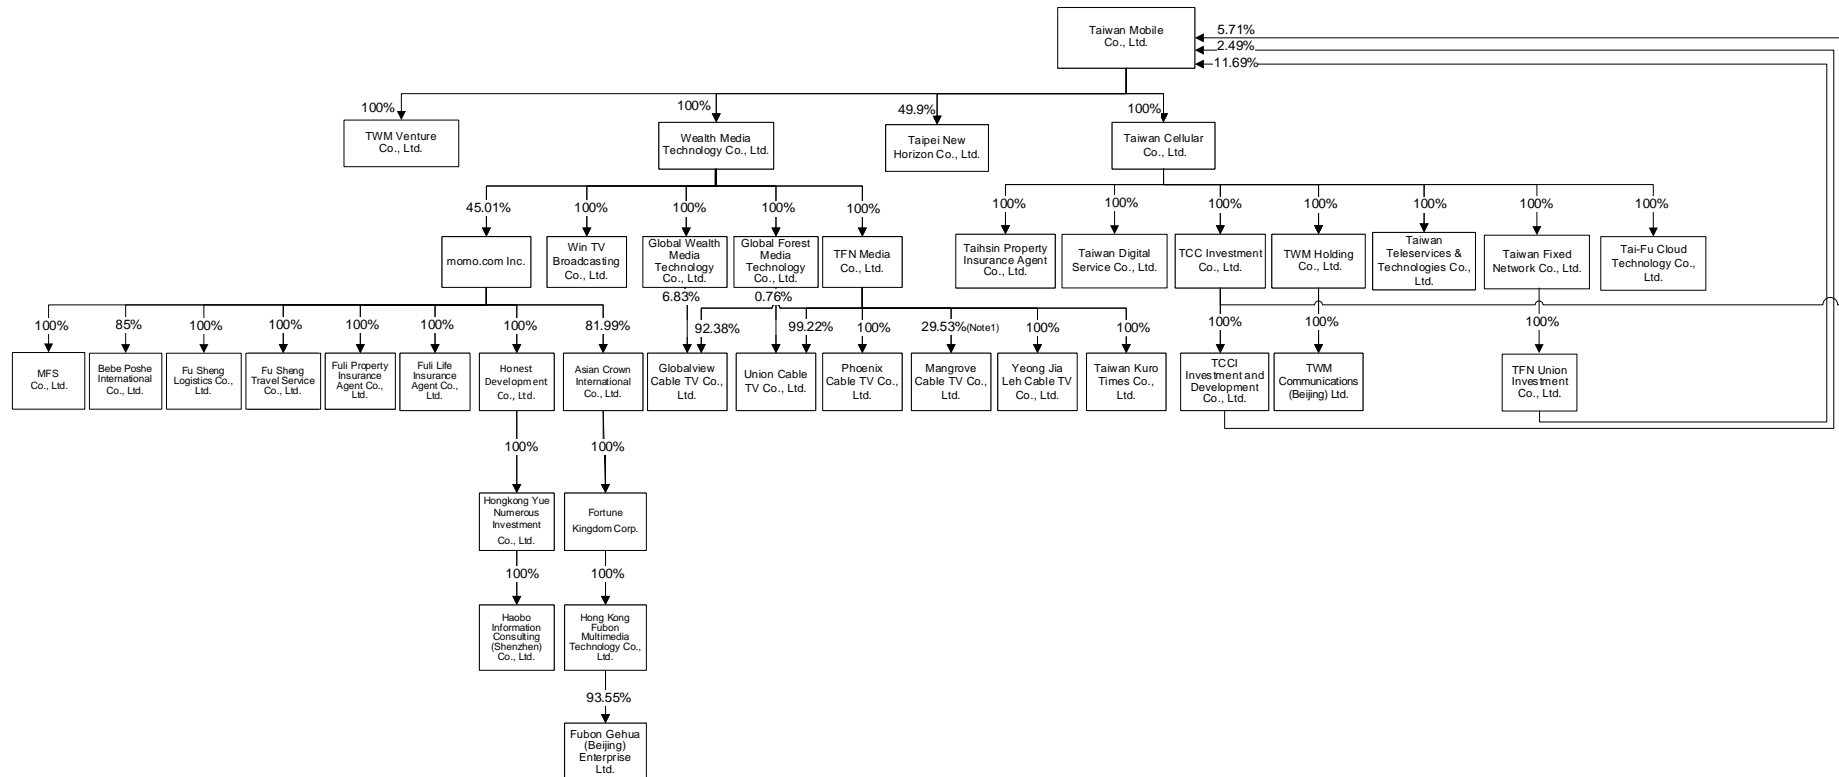 Taiwan Mobile
Co., Ltd.
5.71%
2.49%
11.69%
100%
100%
49.9%
100%
TWM Venture
Co., Ltd.
Wealth Media
Technology Co., Ltd.
Taipei New
Horizon Co., Ltd.
Taiwan Cellular
Co., Ltd.
45.01%
100%
100%
100%
100%
100%
100%
100%
100%
100%
100%
100%
momo.com Inc.
Win TV
Broadcasting
Co., Ltd.
Global Wealth
Media
Technology
Co., Ltd.
Global Forest
Media
Technology
Co., Ltd.
TFN Media
Co., Ltd.
Taihsin Property
Insurance Agent
Co., Ltd.
Taiwan Digital
Service Co., Ltd.
TCC Investment
Co., Ltd.
TWM Holding
Co., Ltd.
Taiwan
Teleservices &
Technologies Co.,
Ltd.
Taiwan Fixed
Network Co., Ltd.
Tai-Fu Cloud
Technology Co.,
Ltd.
6.83%
0.76%
100%
85%
100%
100%
100%
100%
100%
81.99%
92.38%
99.22%
100%
29.53%(Note1)
100%
100%
100%
100%
100%
MFS
Co., Ltd.
Bebe Poshe
International
Co., Ltd.
Fu Sheng
Logistics Co.,
Ltd.
Fu Sheng
Travel Service
Co., Ltd.
Fuli Property
Insurance
Agent Co.,
Ltd.
Fuli Life
Insurance
Agent Co.,
Ltd.
Honest
Development
Co., Ltd.
Asian Crown
International
Co., Ltd.
Globalview
Cable TV Co.,
Ltd.
Union Cable
TV Co., Ltd.
Phoenix
Cable TV Co.,
Ltd.
Mangrove
Cable TV Co.,
Ltd.
Yeong Jia
Leh Cable TV
Co., Ltd.
Taiwan Kuro
Times Co.,
Ltd.
TCCI
Investment and
Development
Co., Ltd.
TWM
Communications
(Beijing) Ltd.
TFN Union
Investment
Co., Ltd.
100%
100%
Hongkong Yue
Numerous
Investment
Co., Ltd.
Fortune
Kingdom Corp.
100%
100%
Haobo
Information
Consulting
(Shenzhen)
Co., Ltd.
Hong Kong
Fubon
Multimedia
Technology Co.,
Ltd.
93.55%
Fubon Gehua
(Beijing)
Enterprise
Ltd.